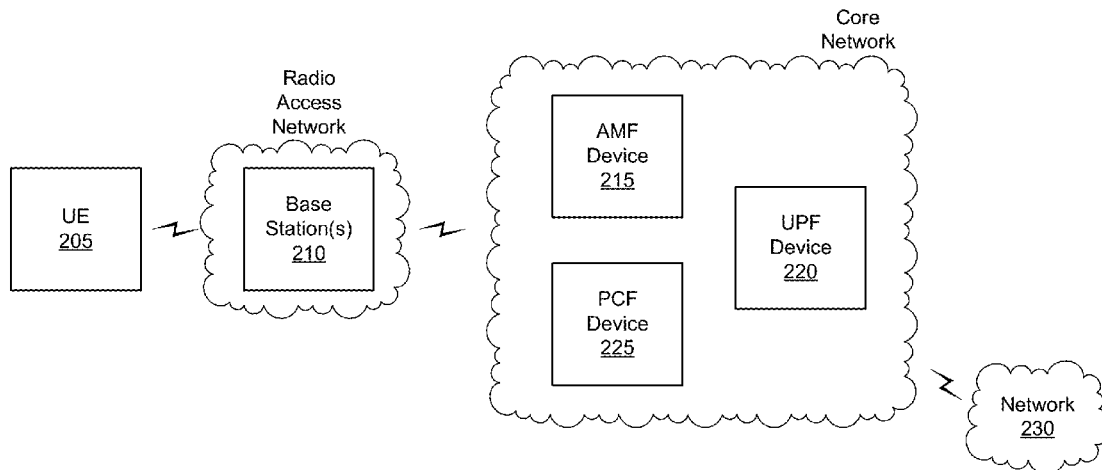 Core
Network
Radio
Access
Network
AMF
Device
215
UE
205
Base
Station(s)
210
UPF
Device
220
PCF
Device
225
Network
230